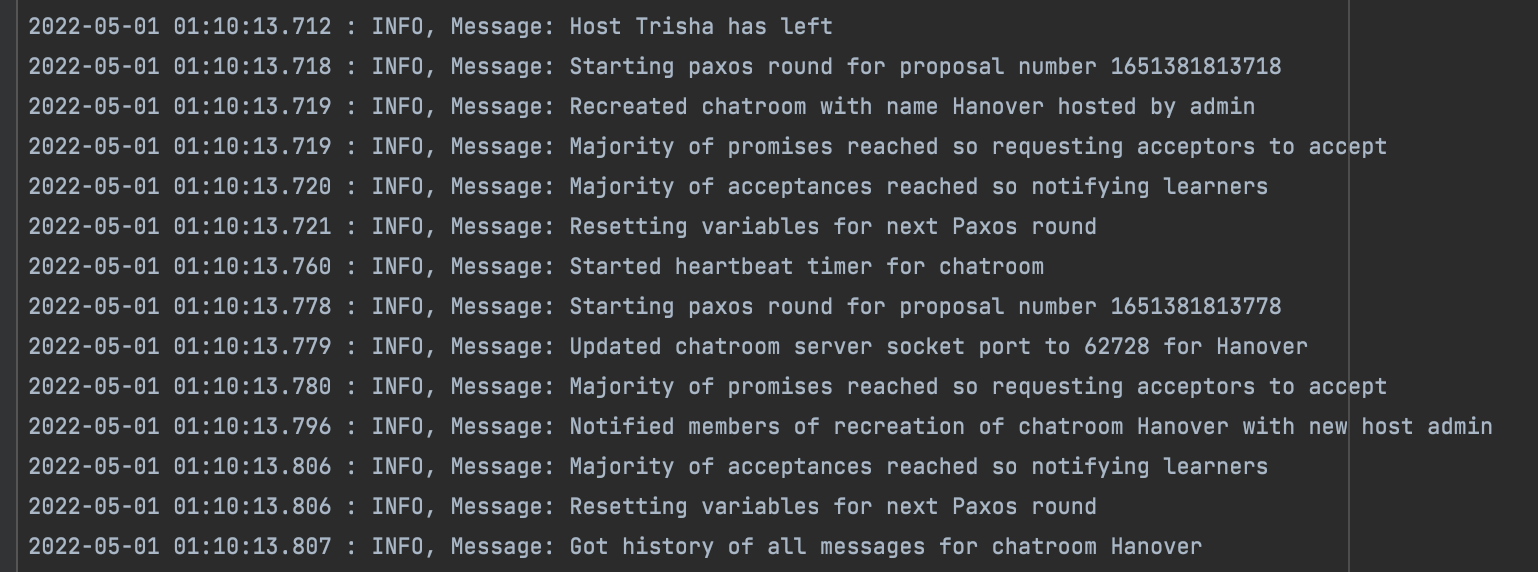 2022-05-01 01:10:13.712 : INFO, Message: Host Trisha has left
2022-05-01 01:10:13.718 : INFO, Message: Starting paxos round for proposal number 1651381813718
2022-05-01 01:10:13.719 : INFO, Message: Recreated chatroom with name Hanover hosted by admin
2022-05-01 01:10:13.719 : INFO, Message: Majority of promises reached so requesting acceptors to accept
2022-05-01 01:10:13.720 : INFO, Message: Majority of acceptances reached so notifying learners
2022-05-01 01:10:13.721 : INFO, Message: Resetting variables for next Paxos round
2022-05-01 01:10:13.760 : INFO, Message: Started heartbeat timer for chatroom
2022-05-01 01:10:13.778 : INFO, Message: Starting paxos round for proposal number 1651381813778
2022-05-01 01:10:13.779 : INFO, Message: Updated chatroom server socket port to 62728 for Hanover
2022-05-01 01:10:13.780 : INFO, Message: Majority of promises reached so requesting acceptors to accept
2022-05-01 01:10:13.796 : INFO, Message: Notified members of recreation of chatroom Hanover with new host admin
2022-05-01 01:10:13.806 : INFO, Message: Majority of acceptances reached so notifying learners
2022-05-01 01:10:13.806 : INFO, Message: Resetting variables for next Paxos round
2022-05-01 01:10:13.807 : INFO, Message: Got history of all messages for chatroom Hanover